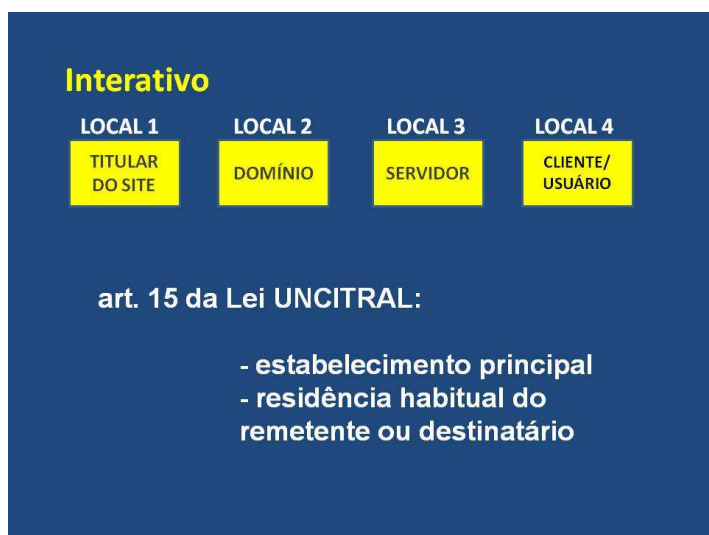 Interativo
LOCAL 1 LOCAL 2 LOCAL 3 LOCAL 4
TITULAR
DO SITE
DOMÍNIO
SERVIDOR
CLIENTE/
USUÁRIO
art. 15 da Lei UNCITRAL:
- estabelecimento principal
- residência habitual do
remetente ou destinatário